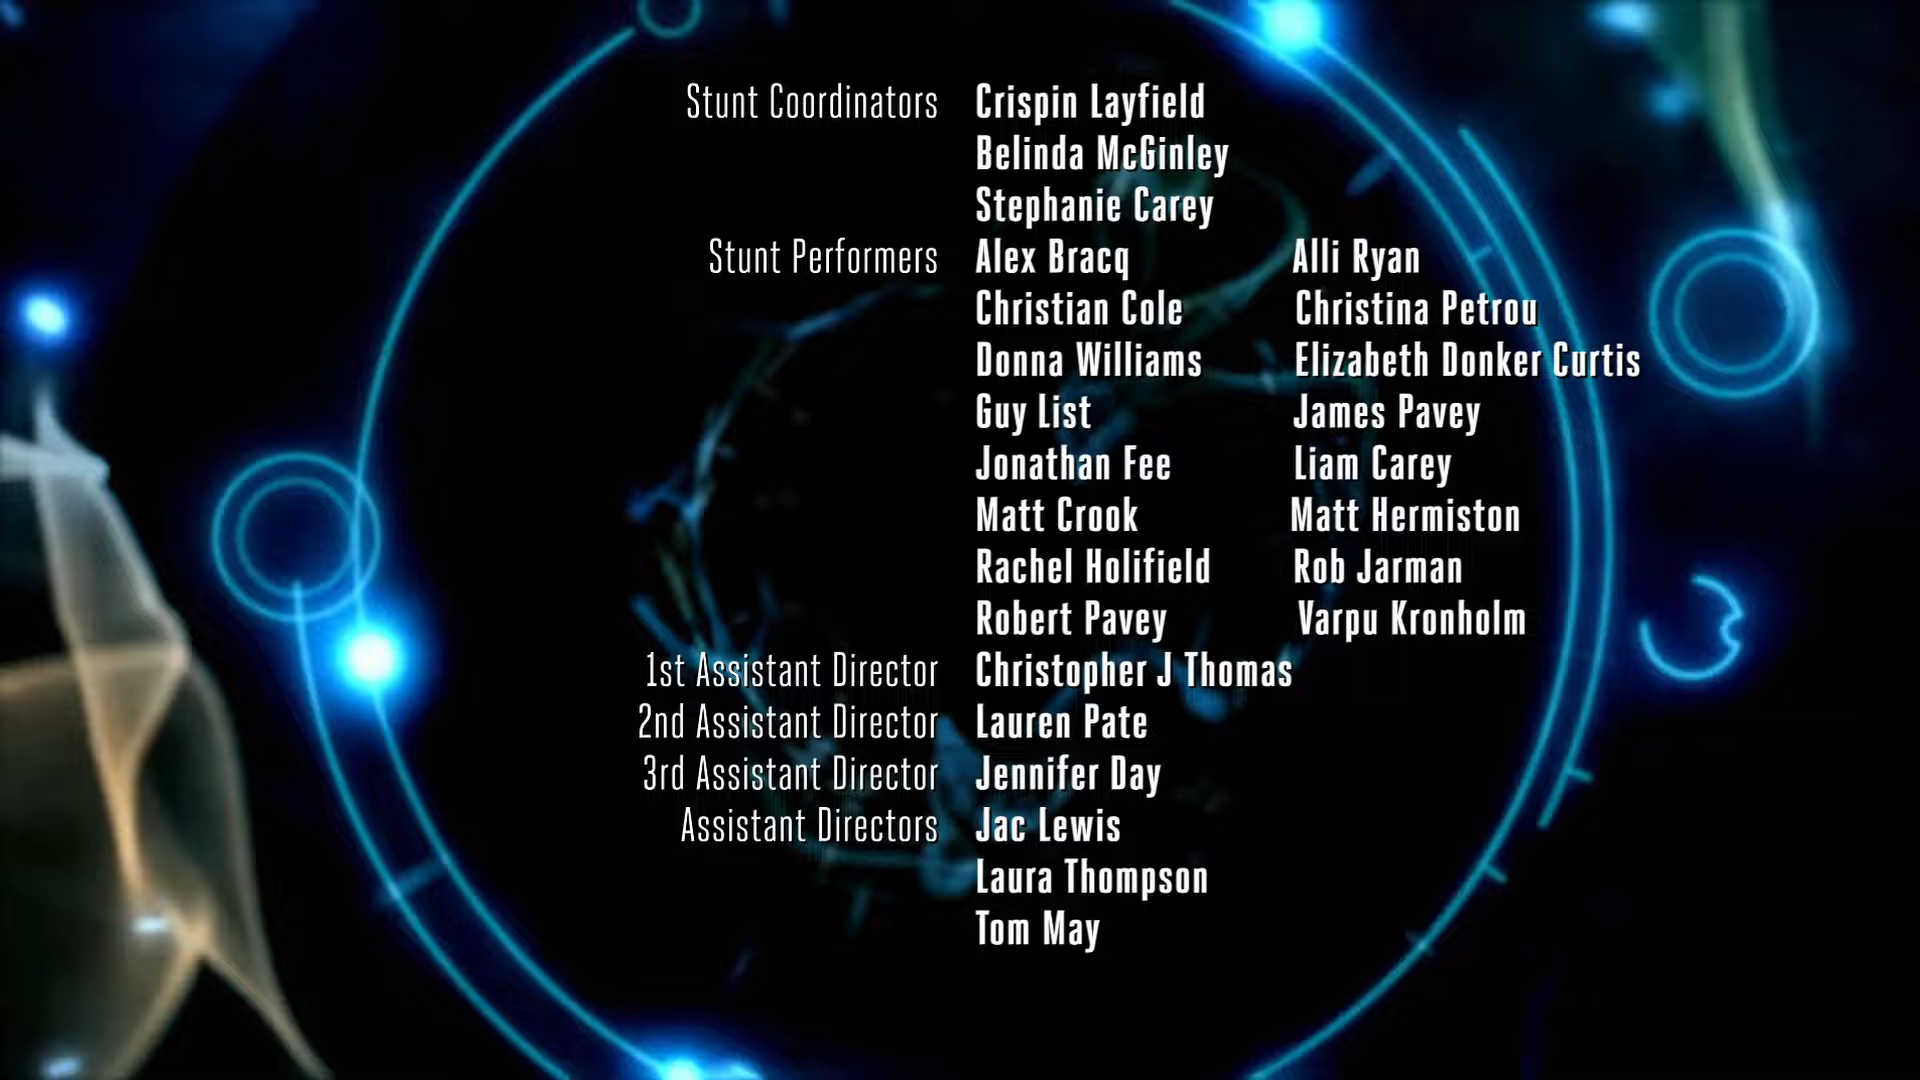 Stunt Coordinators Crispin Layfield
Belinda McGinley
Stephanie Carey
Stunt Performers Alex Bracq Alli Ryan
Christian Cole Christina Petrou
Donna Williams Elizabeth Donker Curtis
Guy List James Pavey
Jonathan Fee Liam Carey
Matt Crook Matt Hermiston
Rachel Holifield Rob Jarman
Robert Pavey Varpu Kronholm
1st Assistant Director Christopher J Thomas
2nd Assistant Director Lauren Pate
3rd Assistant Director Jennifer Day
Assistant Directors Jac Lewis
Laura Thompson
Tom May